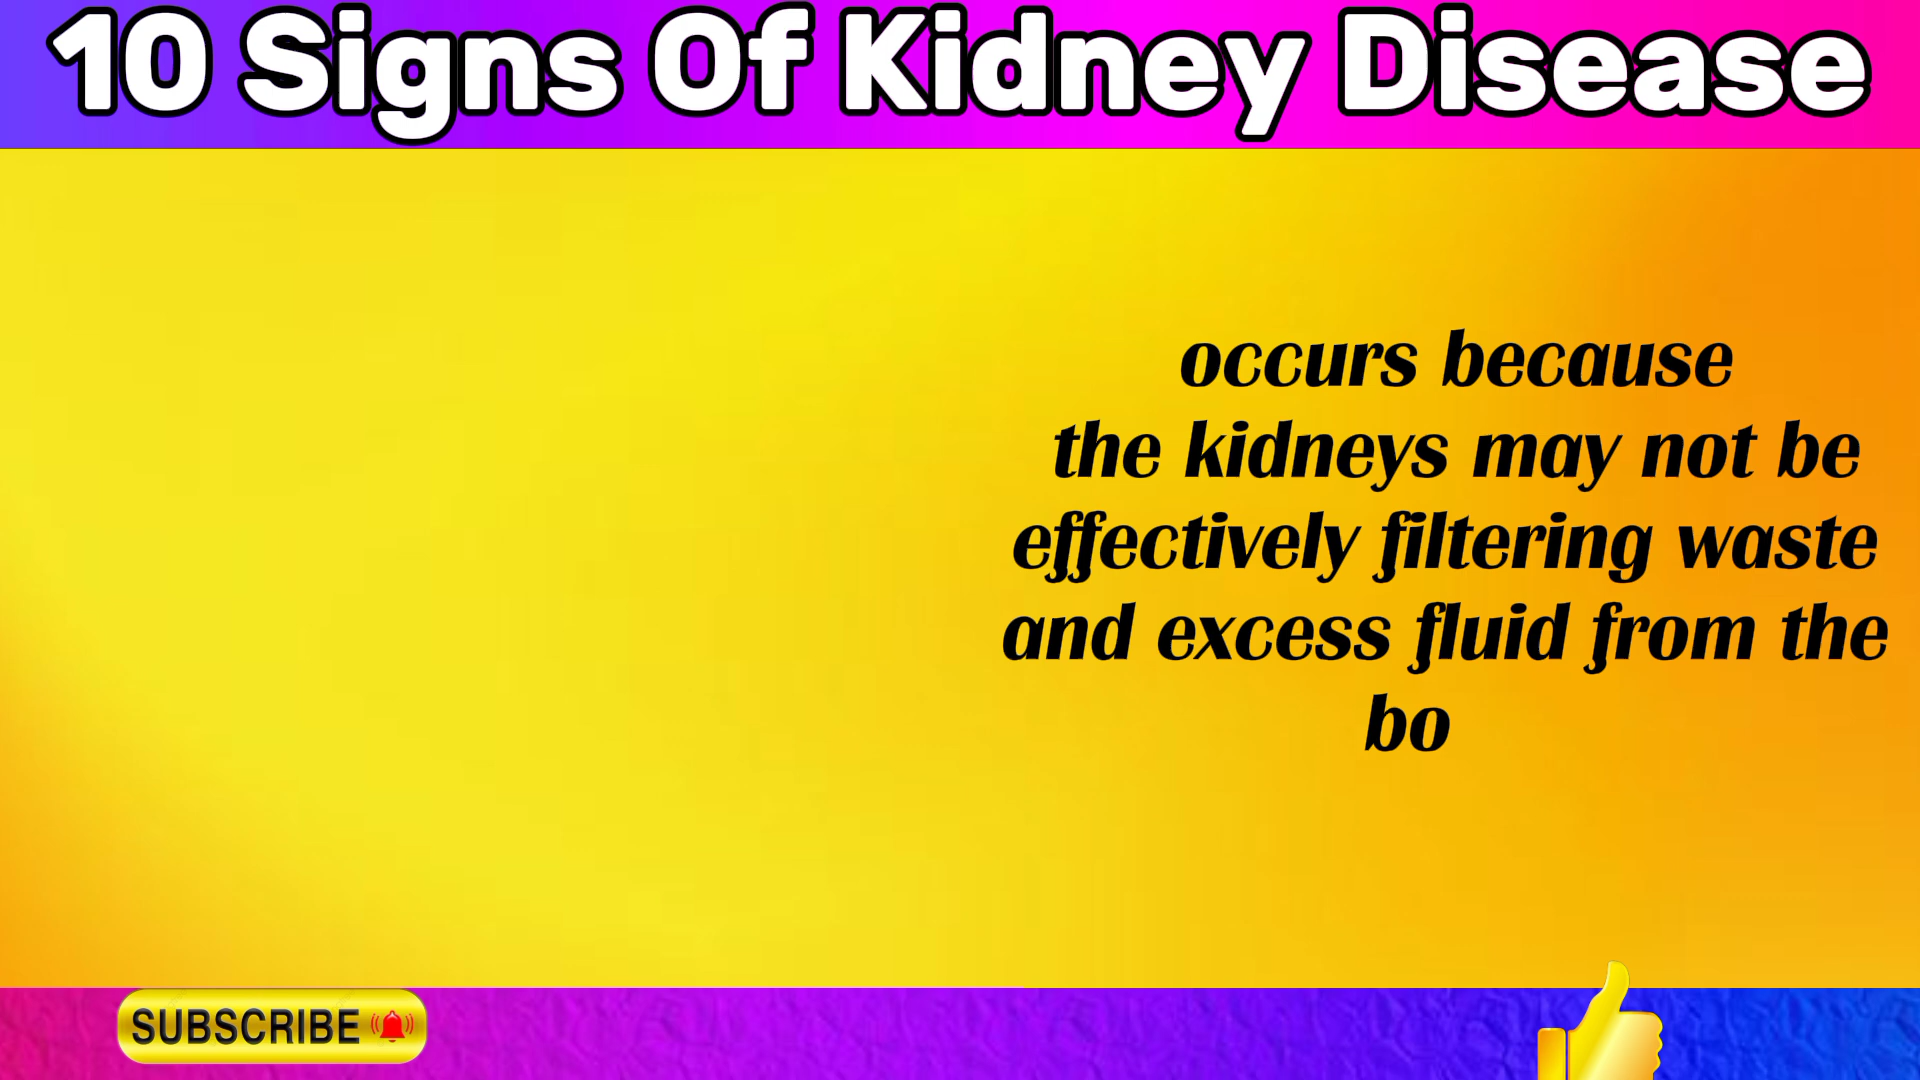 10 Signs Of Kidney Disease
occurs because
the kidneys may not be
effectively filtering waste
and excess fluid from the
bo
SUBSCRIBE